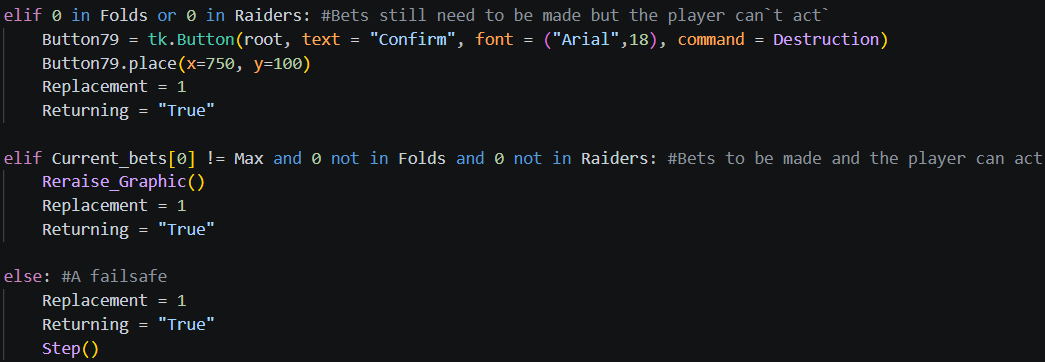 elif 0 in Folds or 0 in Raiders: #Bets still need to be made but the player can`t act`
    Button79 = tk.Button(root, text = "Confirm", font = ("Arial",18), command = Destruction)
    Button79.place(x=750, y=100)
    Replacement = 1
    Returning = "True"

elif Current_bets[0] != Max and 0 not in Folds and 0 not in Raiders: #Bets to be made and the player can act
    Reraise_Graphic()
    Replacement = 1
    Returning = "True"

else: #A failsafe
    Replacement = 1
    Returning = "True"
    Step()